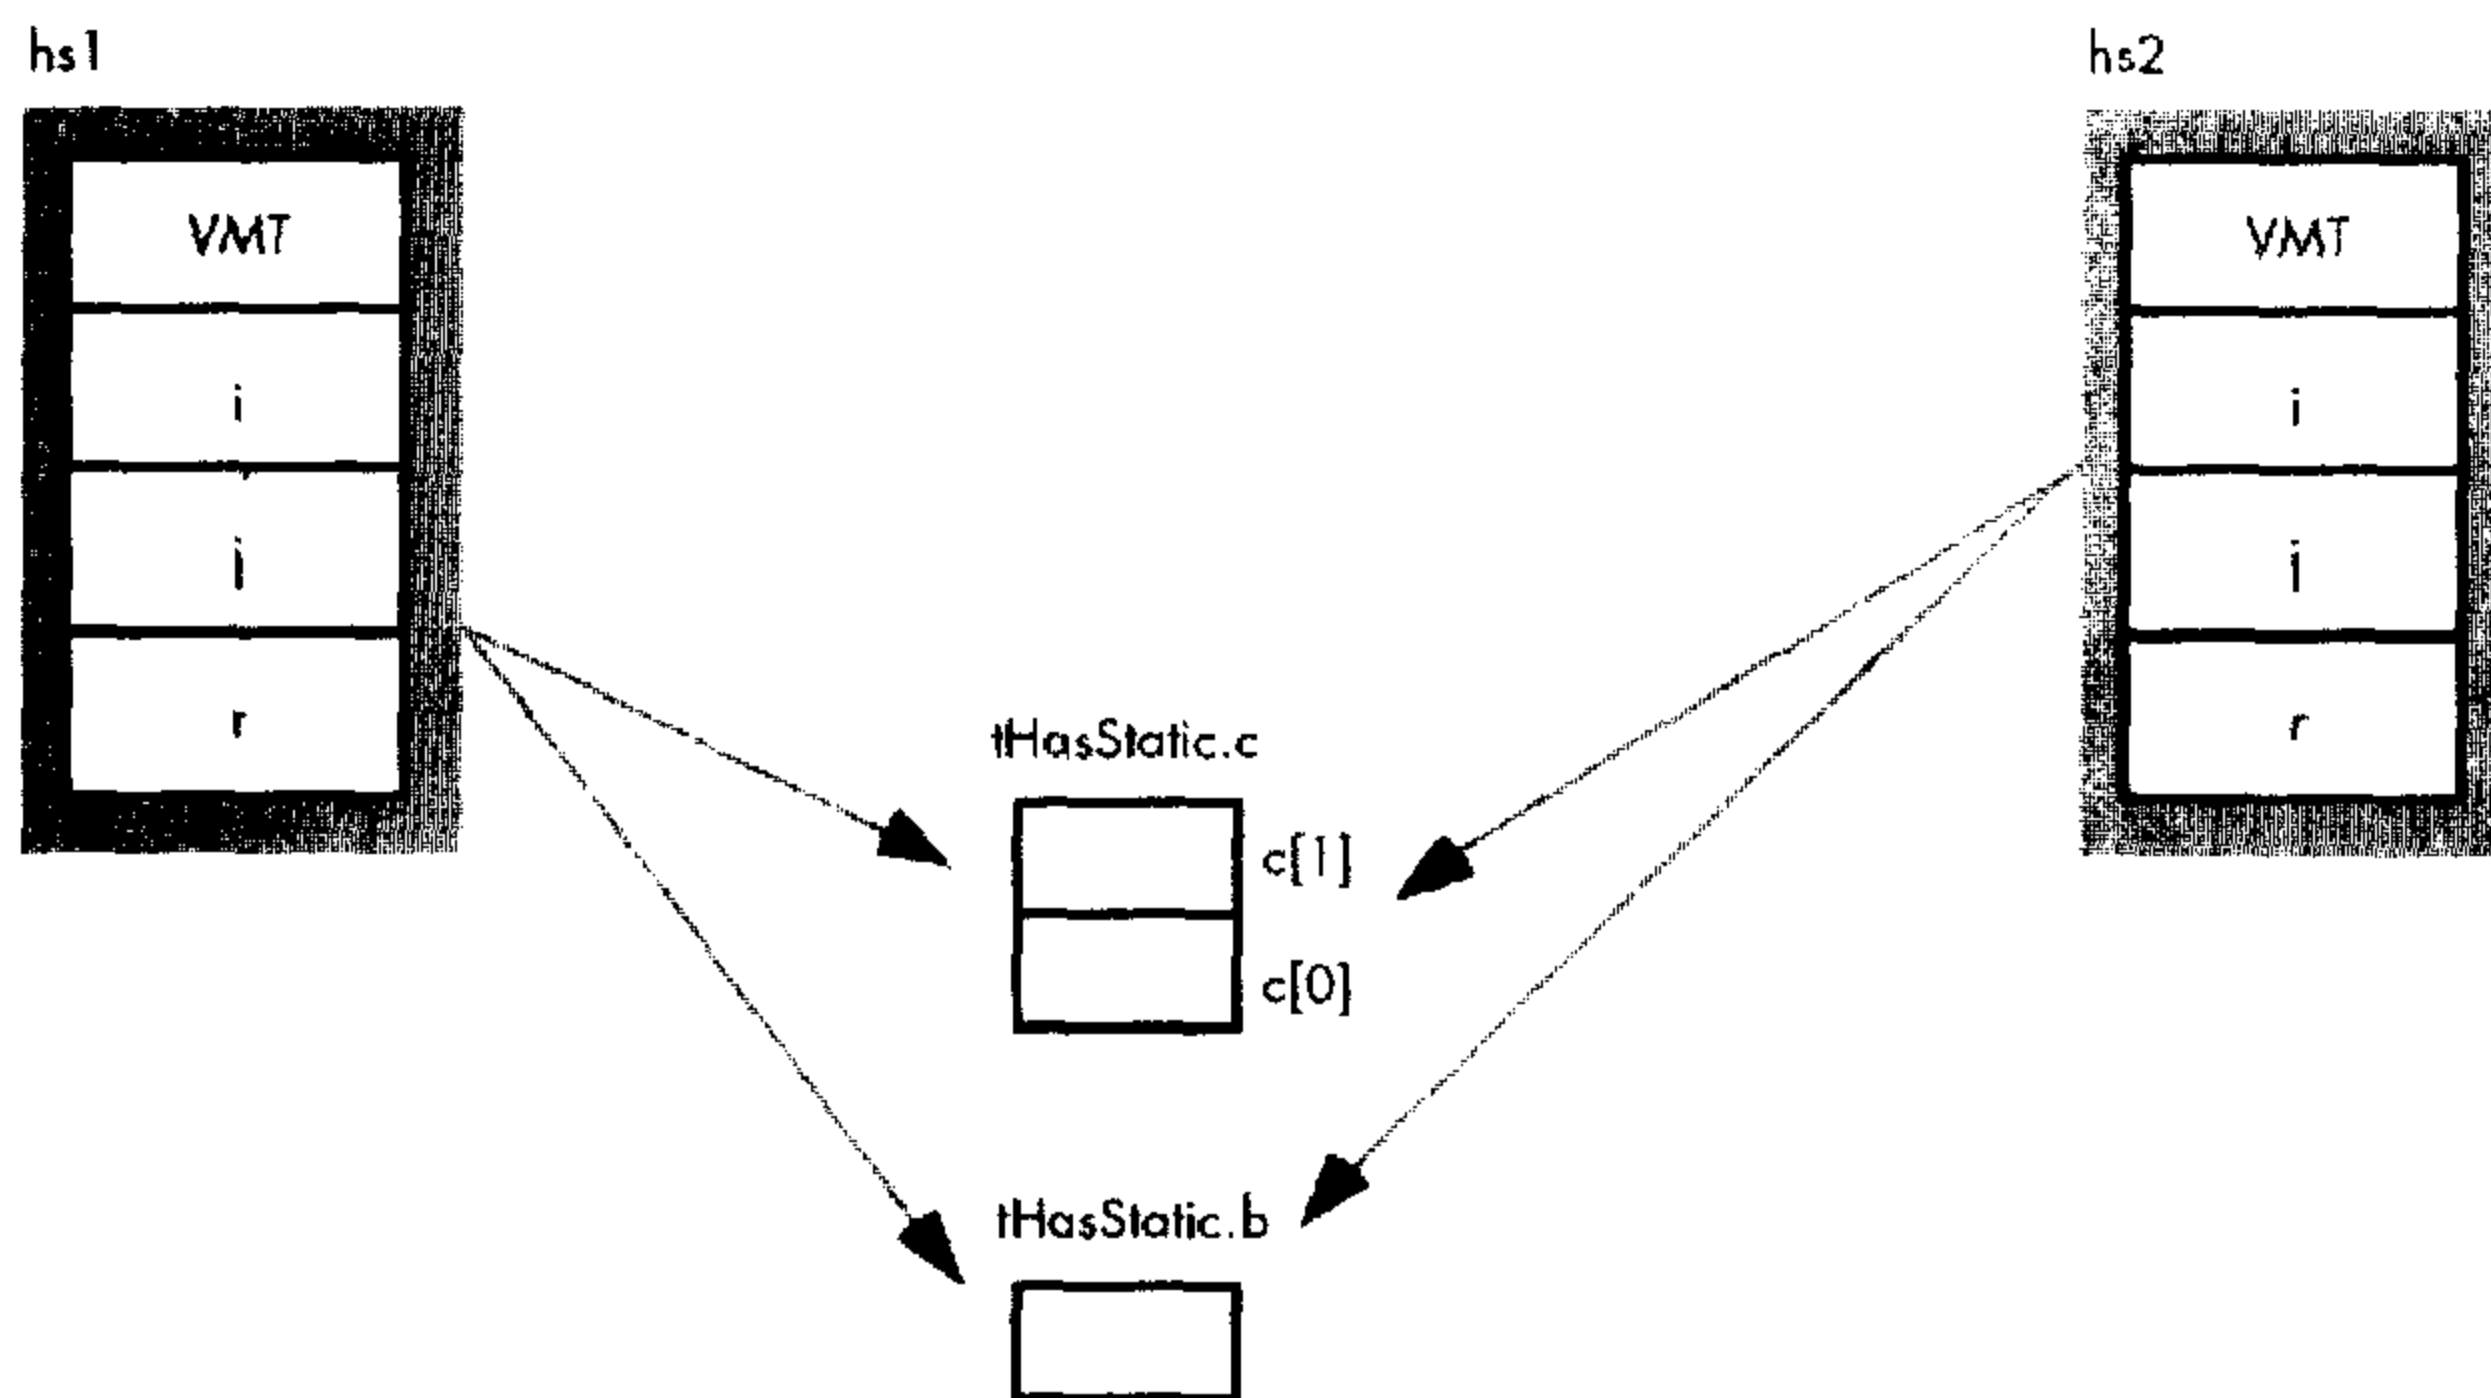 hs1
VMT
i
j
r
hs2
VMT
i
j
r
tHasStatic.c
c[1]
c[0]
tHasStatic.b